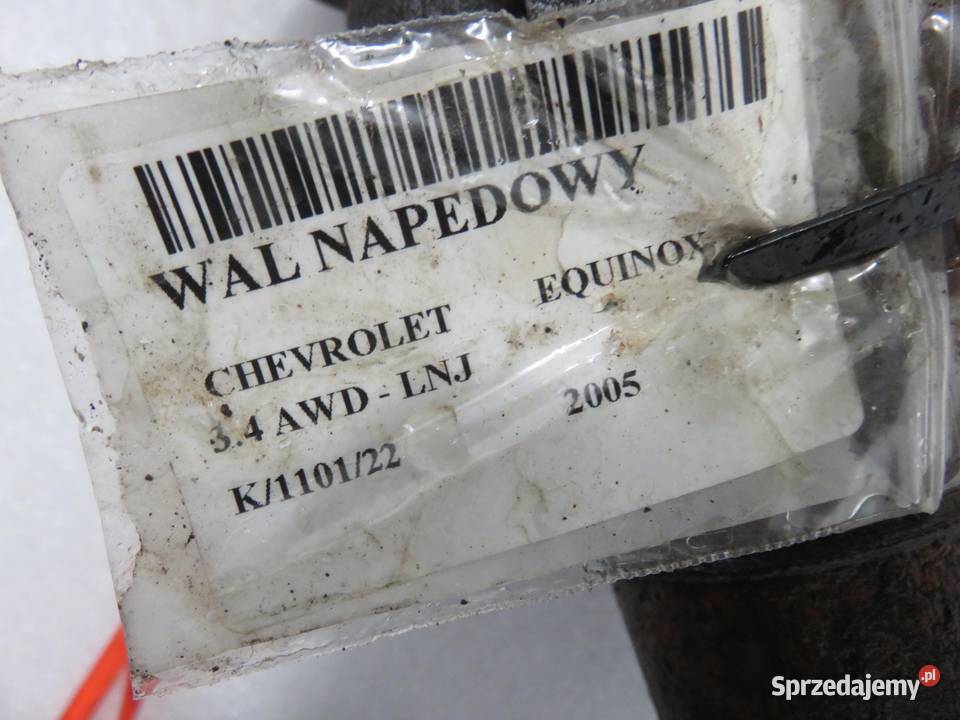 WAL NAPEDOWY
CHEVROLET EQUINOX
3.4 AWD - LNJ 2005
K/1101/22
Sprzedajemy.pl